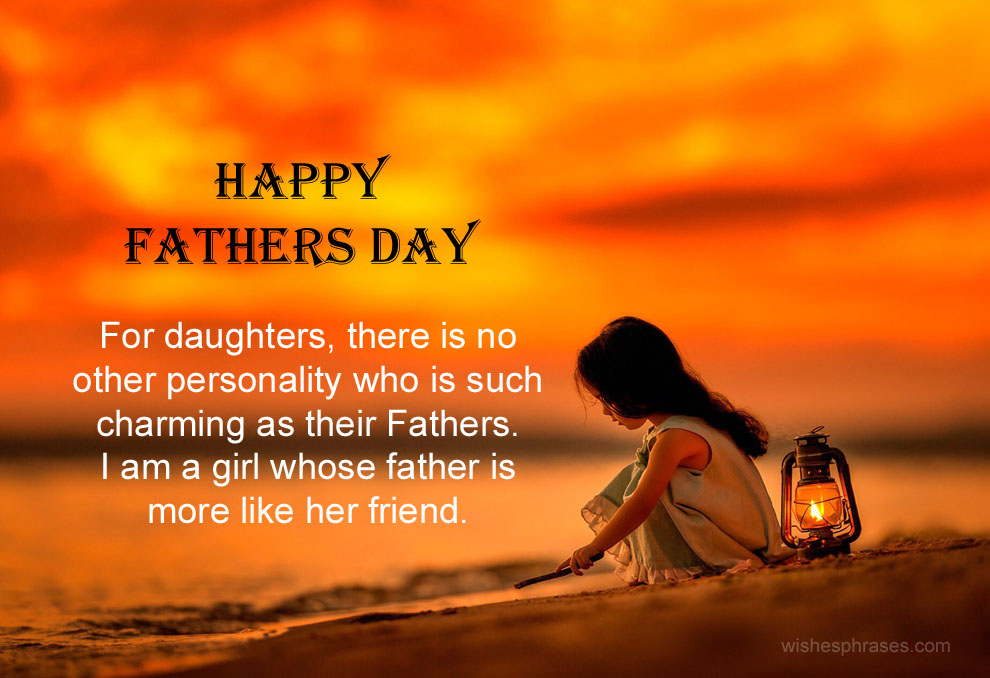 HAPPY
FATHERS DAY
For daughters, there is no
other personality who is such
charming as their Fathers.
I am a girl whose father is
more like her friend.
wishesphrases.com